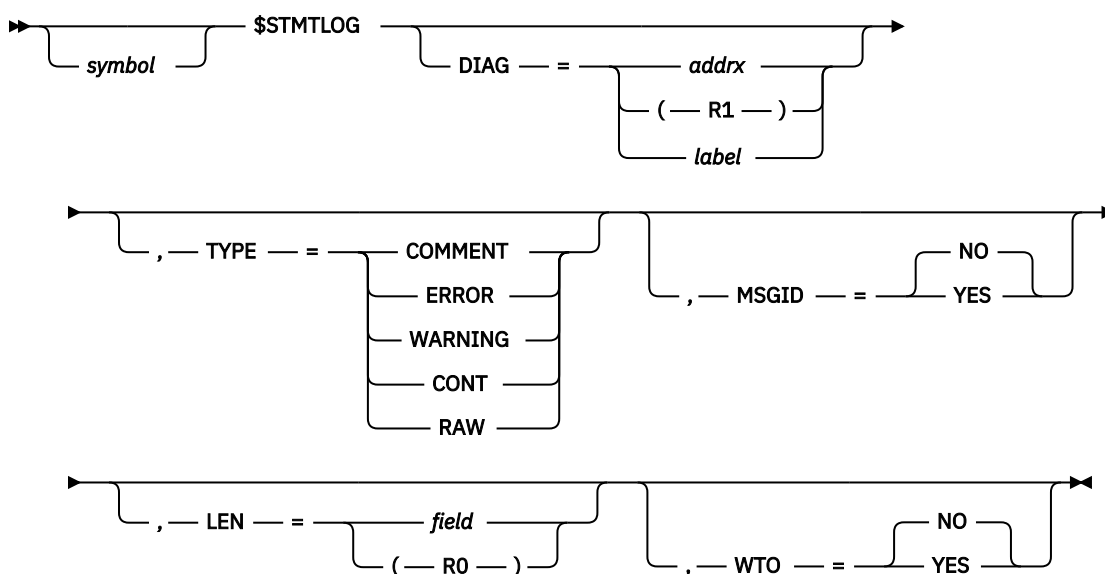 $STMTLOG
symbol DIAG = addrx
( R1 )
label
, TYPE = COMMENT NO
ERROR , MSGID = YES
WARNING
CONT
RAW
, LEN = field NO
( R0 ) , WTO = YES